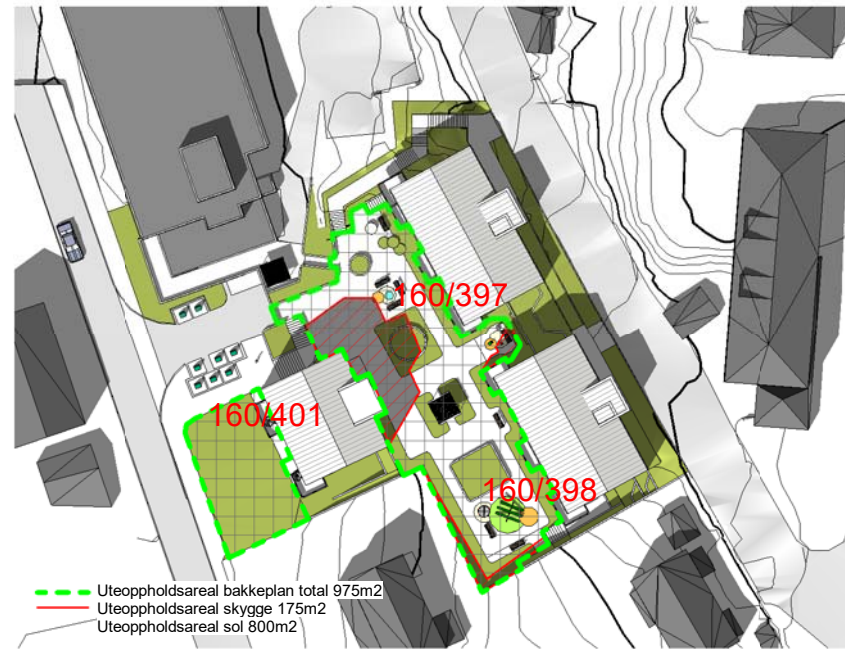 160/397
160/401
160/398
Uteoppholdsareal bakkeplan total 975m2
Uteoppholdsareal skygge 175m2
Uteoppholdsareal sol 800m2